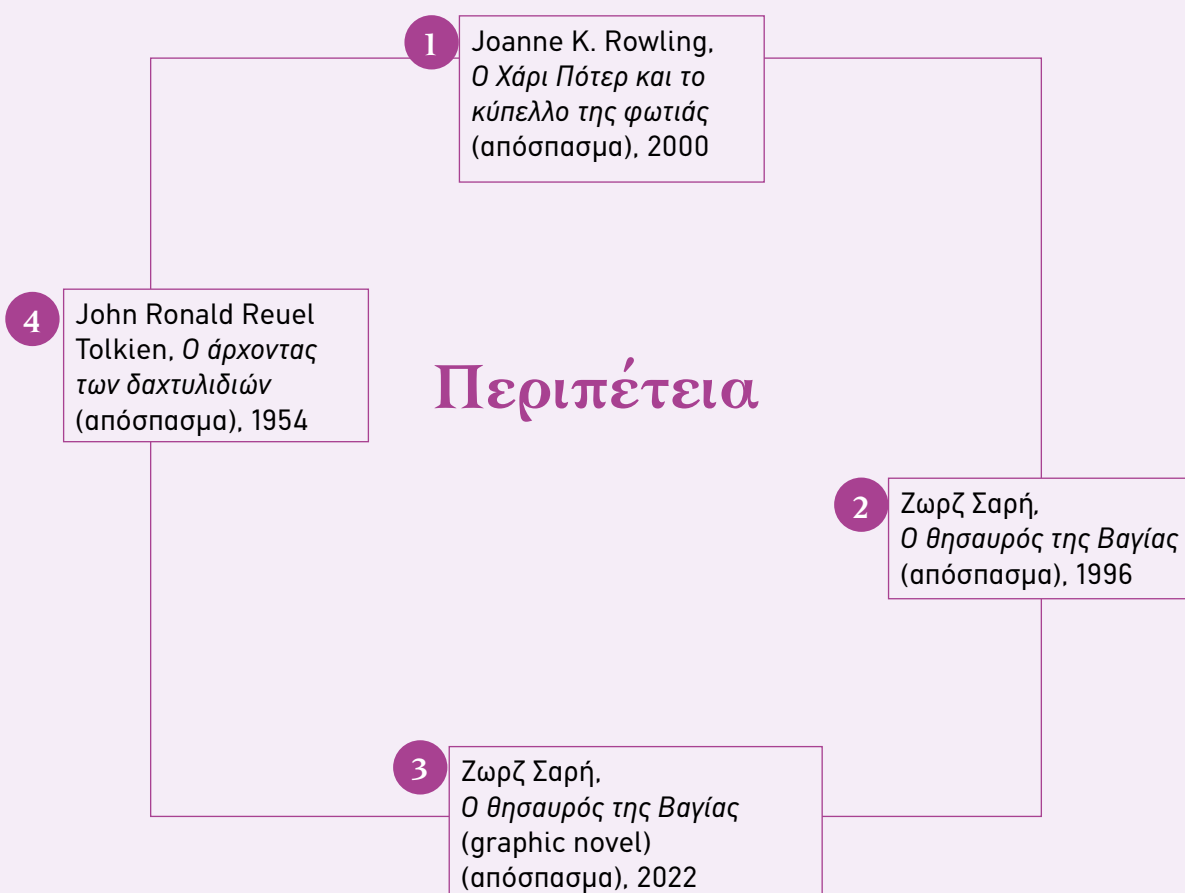 1
Joanne K. Rowling,
Ο Χάρι Πότερ και το
κύπελλο της φωτιάς
(απόσπασμα), 2000
4
John Ronald Reuel
Tolkien, Ο άρχοντας
των δαχτυλιδιών
(απόσπασμα), 1954
Περιπέτεια
2
Ζωρζ Σαρή,
Ο θησαυρός της Βαγίας
(απόσπασμα), 1996
3
Ζωρζ Σαρή,
Ο θησαυρός της Βαγίας
(graphic novel)
(απόσπασμα), 2022